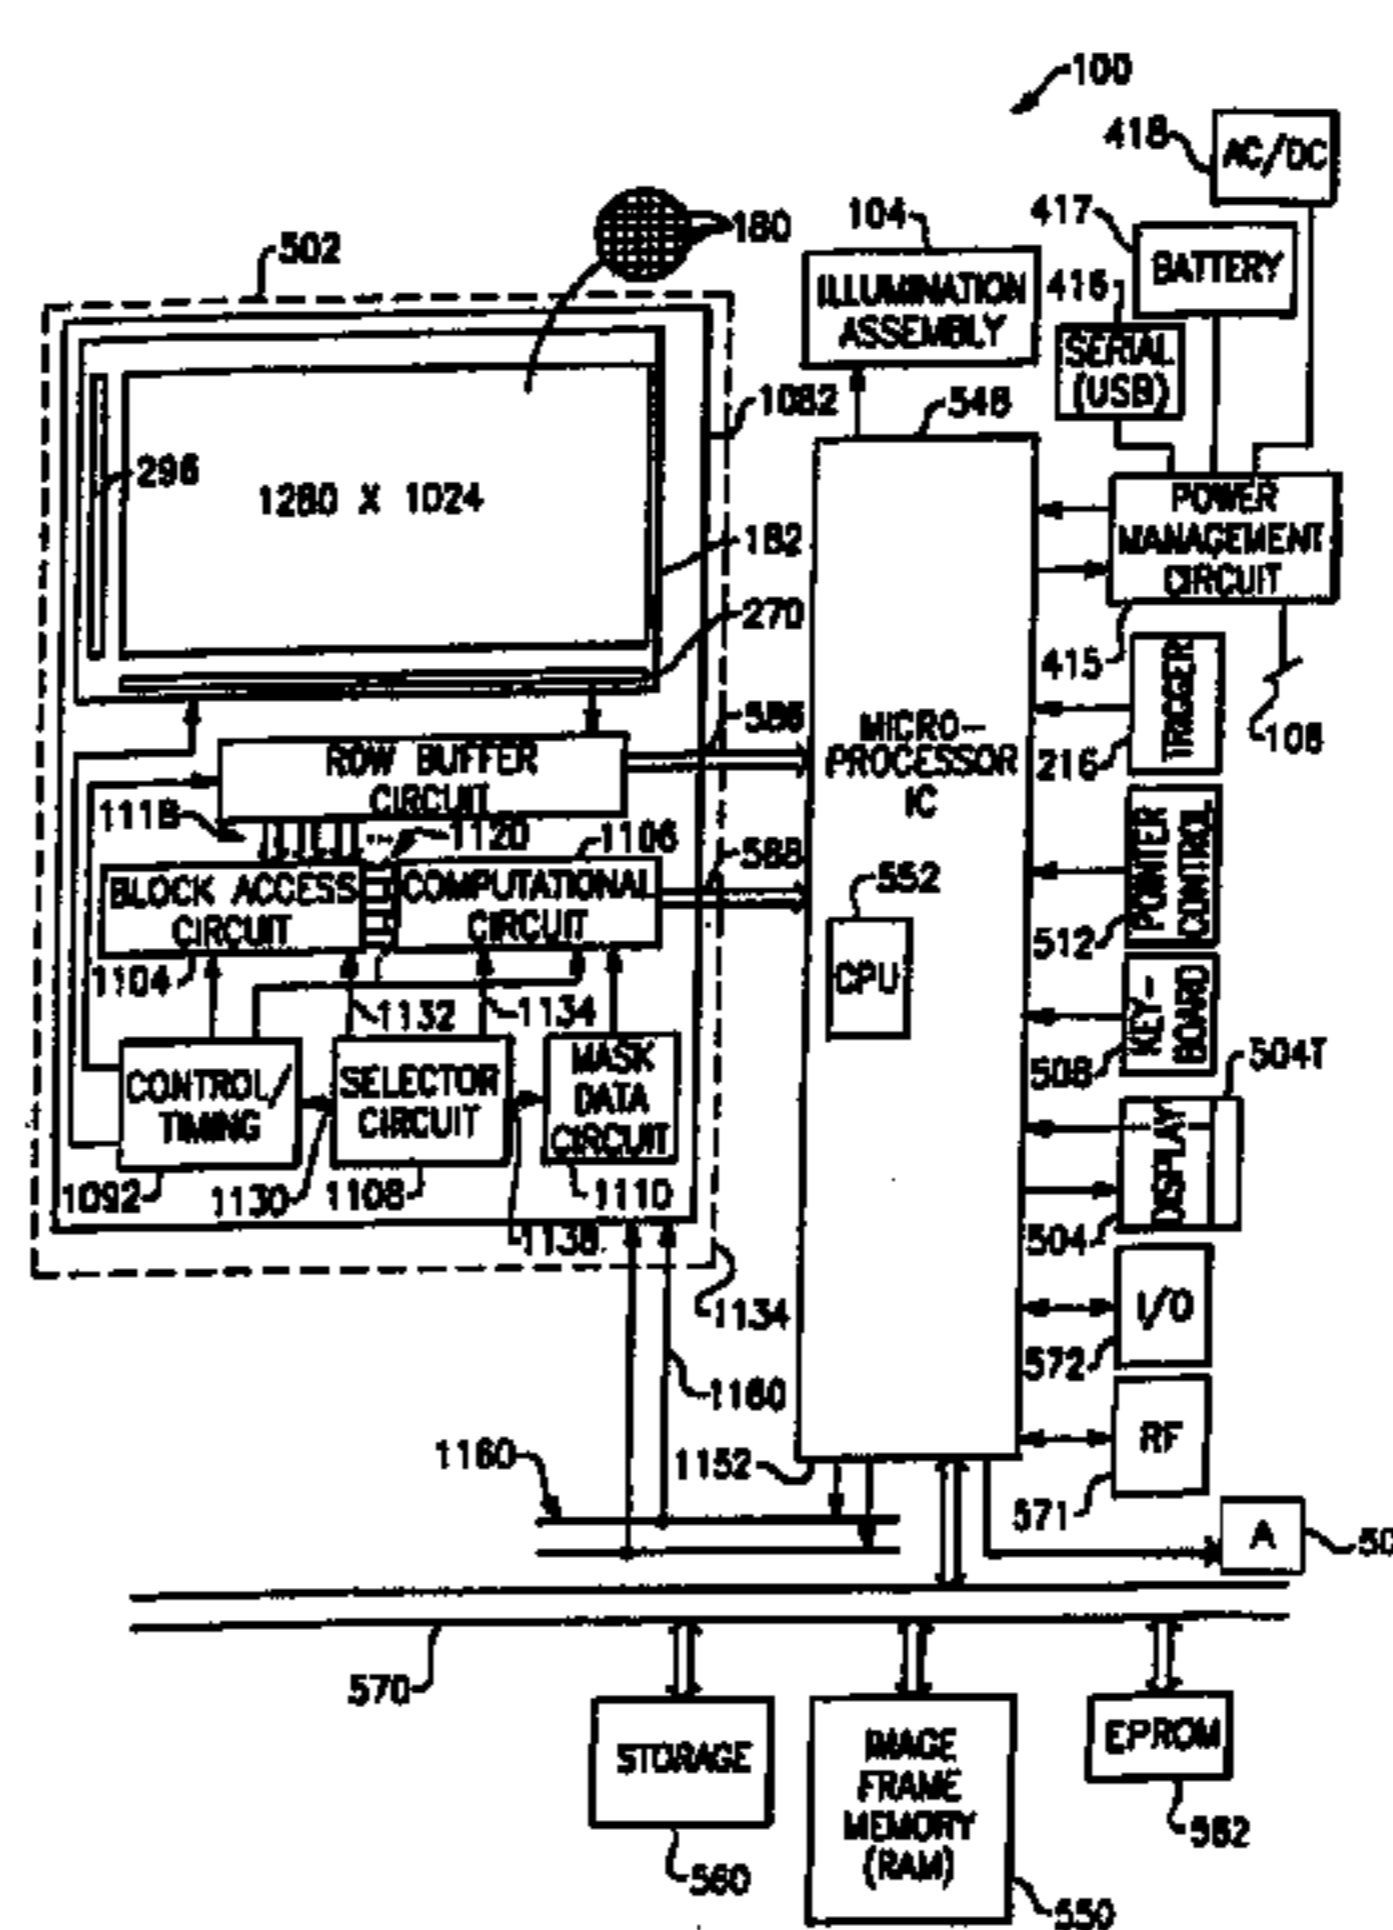 100
418
AC/DC
180
104
417
BATTERY
502
ILLUMINATION
ASSEMBLY
416
SERIAL
(USB)
1082
548
296
1280 X 1024
182
POWER
MANAGEMENT
CIRCUIT
270
415
TRIGGER
586
MICRO-
PROCESSOR
IC
216
108
ROW BUFFER
CIRCUIT
1118
...
1120
1106
588
POINTER
CONTROL
BLOCK ACCESS
CIRCUIT
COMPUTATIONAL
CIRCUIT
552
CPU
512
1104
1132
1134
KEY-
BOARD
508
504T
CONTROL/
TIMING
SELECTOR
CIRCUIT
MASK
DATA
CIRCUIT
DISPLAY
1092
1130
1108
1110
1138
504
1134
I/O
572
1160
RF
1160
1152
571
A
50
570
STORAGE
IMAGE
FRAME
MEMORY
(RAM)
EPROM
562
560
550